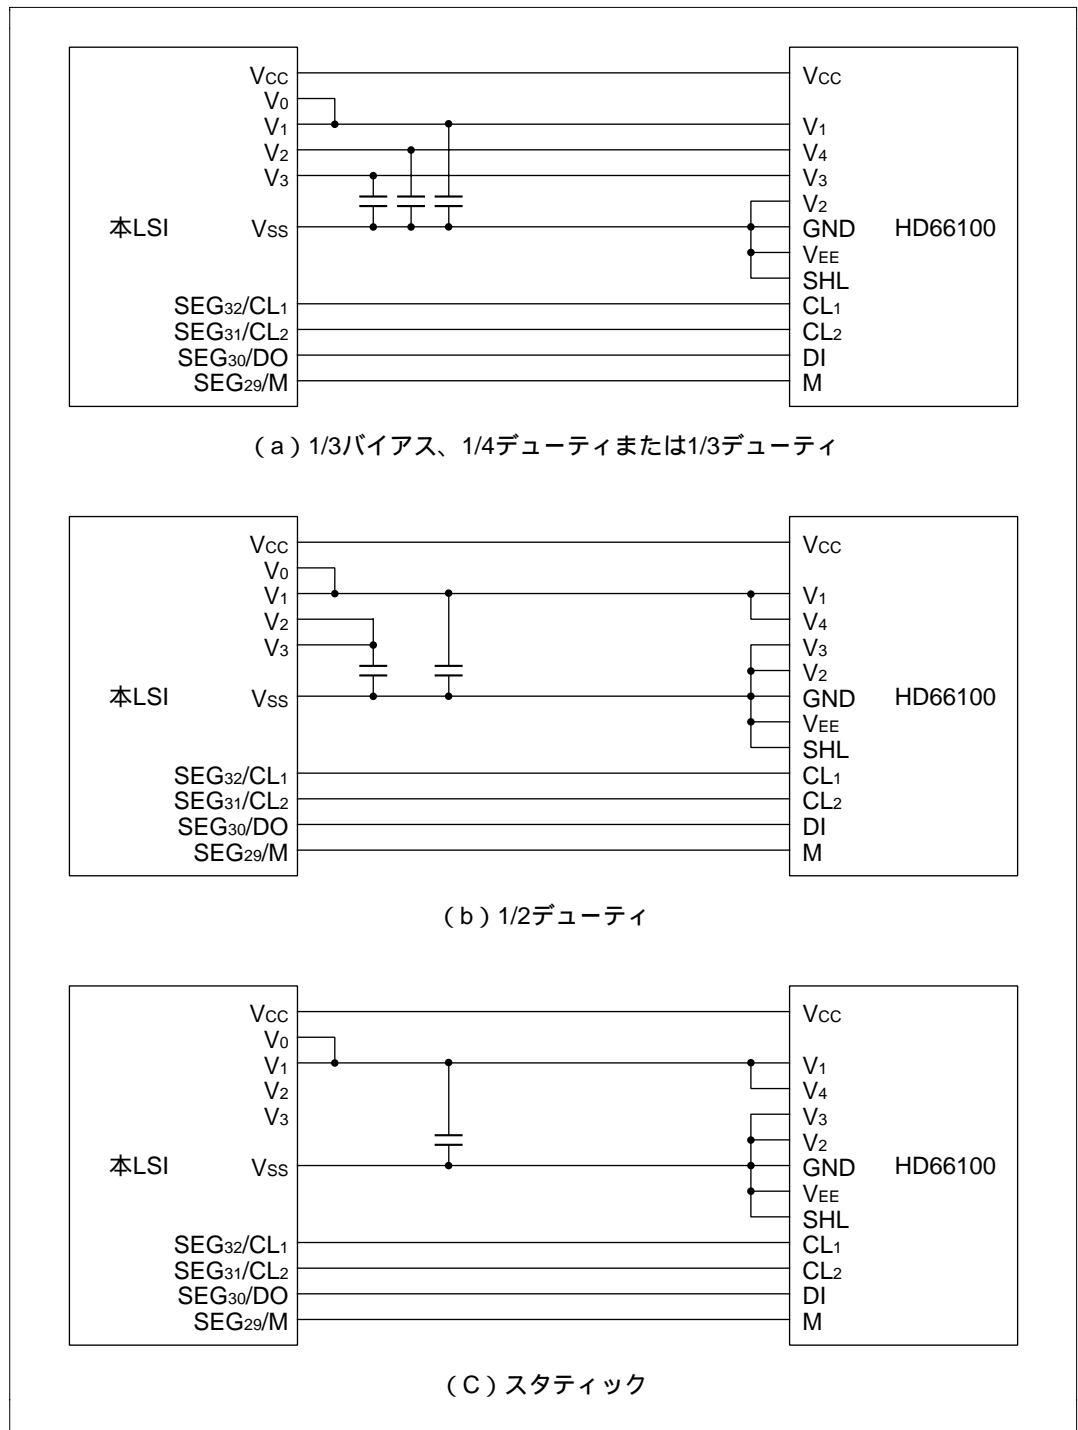 VCC VCC
V0
V1 V1
V2 V4
V3 V3
V2
本LSI VSS GND HD66100
VEE
SHL
SEG32/CL1 CL1
SEG31/CL2 CL2
SEG30/DO DI
SEG29/M M
(a)1/3バイアス、1/4デューティまたは1/3デューティ
VCC VCC
V0
V1 V1
V2 V4
V3 V3
V2
本LSI VSS GND HD66100
VEE
SHL
SEG32/CL1 CL1
SEG31/CL2 CL2
SEG30/DO DI
SEG29/M M
(b)1/2デューティ
VCC VCC
V0
V1 V1
V2 V4
V3 V3
V2
本LSI VSS GND HD66100
VEE
SHL
SEG32/CL1 CL1
SEG31/CL2 CL2
SEG30/DO DI
SEG29/M M
(C)スタティック